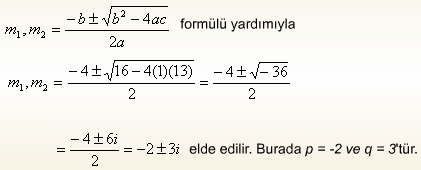 m₁,m₂ = (-b ± √(b² - 4ac)) / 2a formülü yardımıyla
m₁,m₂ = (-4 ± √(16 - 4(1)(13))) / 2 = (-4 ± √(-36)) / 2
= (-4 ± 6i) / 2 = -2 ± 3i elde edilir. Burada p = -2 ve q = 3'tür.